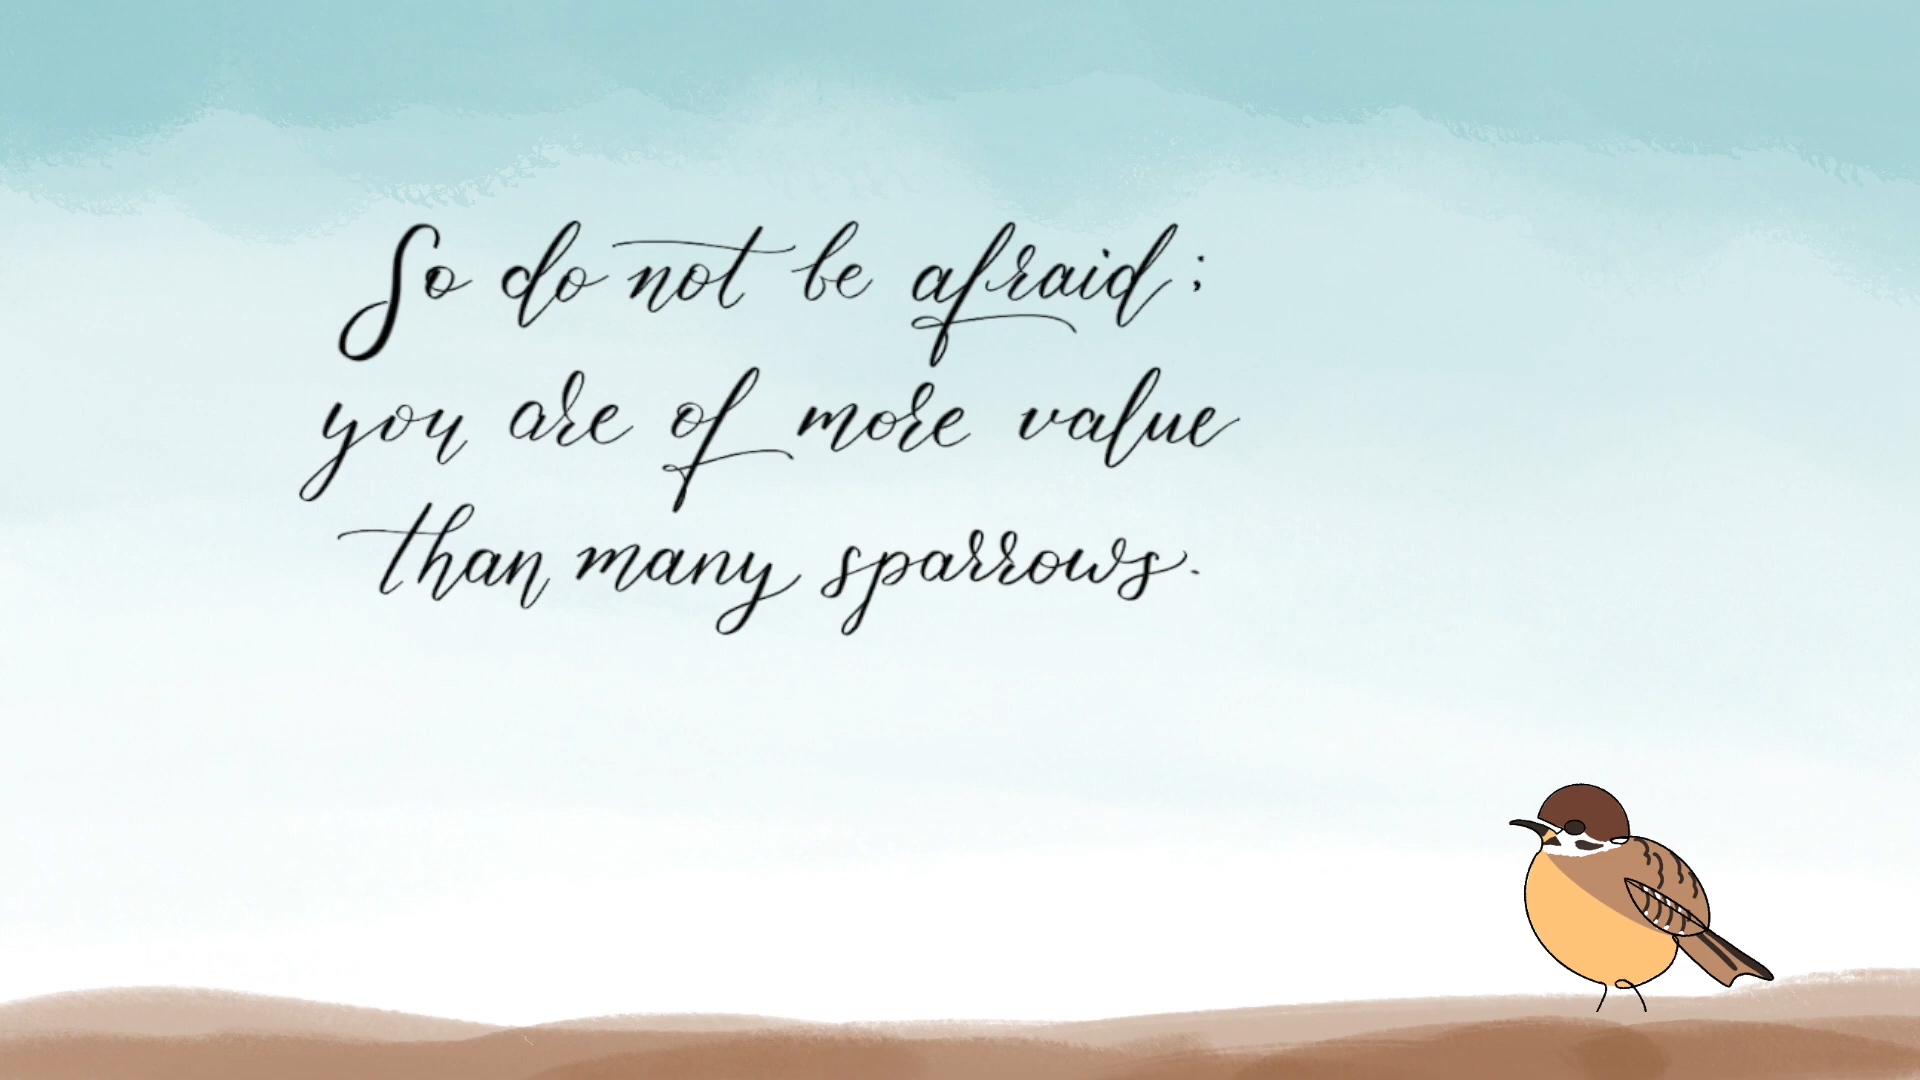 So do not be afraid;
you are of more value
than many sparrows.